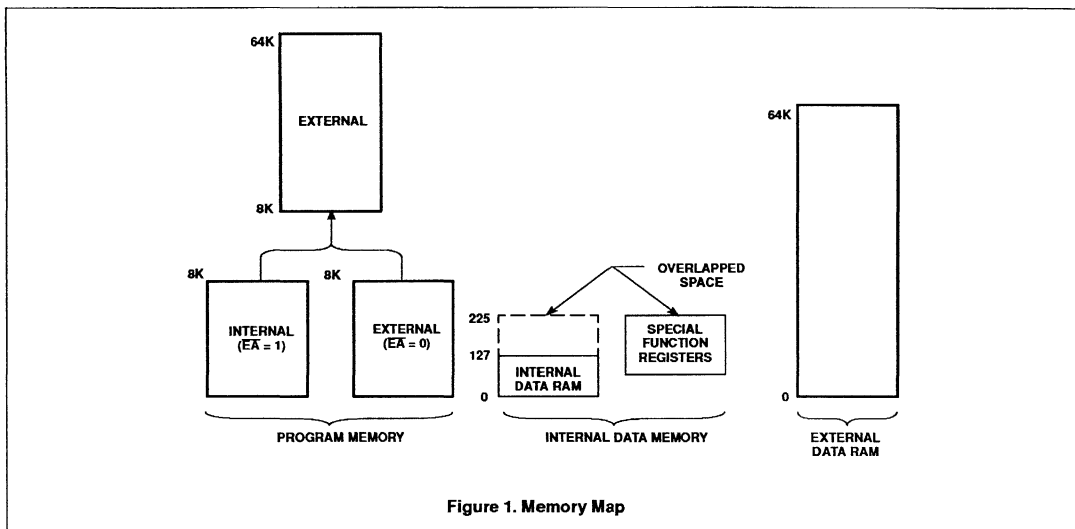 64K
EXTERNAL
8K
8K
8K
INTERNAL
(EA = 1)
EXTERNAL
(EA = 0)
PROGRAM MEMORY
OVERLAPPED
SPACE
225
127
0
INTERNAL
DATA RAM
SPECIAL
FUNCTION
REGISTERS
INTERNAL DATA MEMORY
64K
0
EXTERNAL
DATA RAM
Figure 1. Memory Map